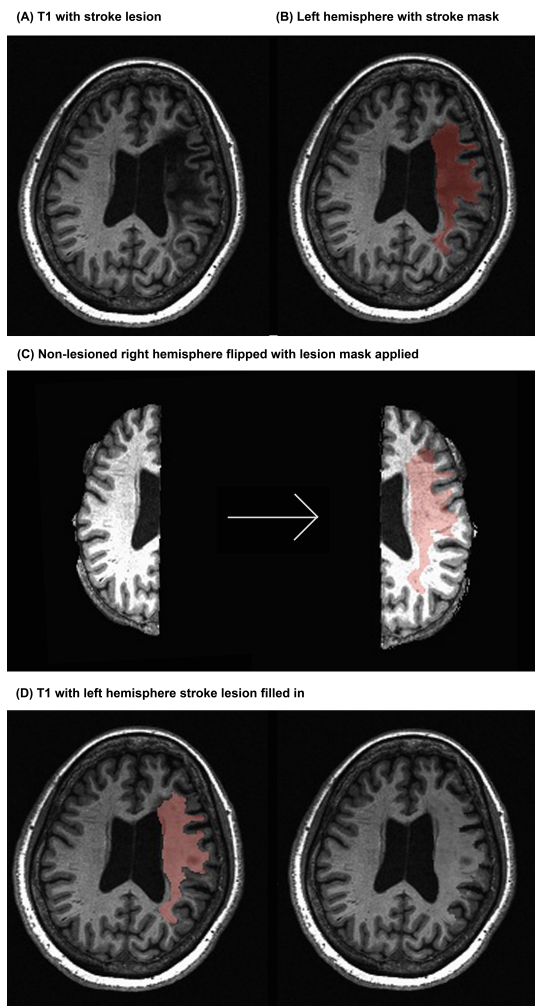 (A) T1 with stroke lesion
(B) Left hemisphere with stroke mask
(C) Non-lesioned right hemisphere flipped with lesion mask applied
(D) T1 with left hemisphere stroke lesion filled in